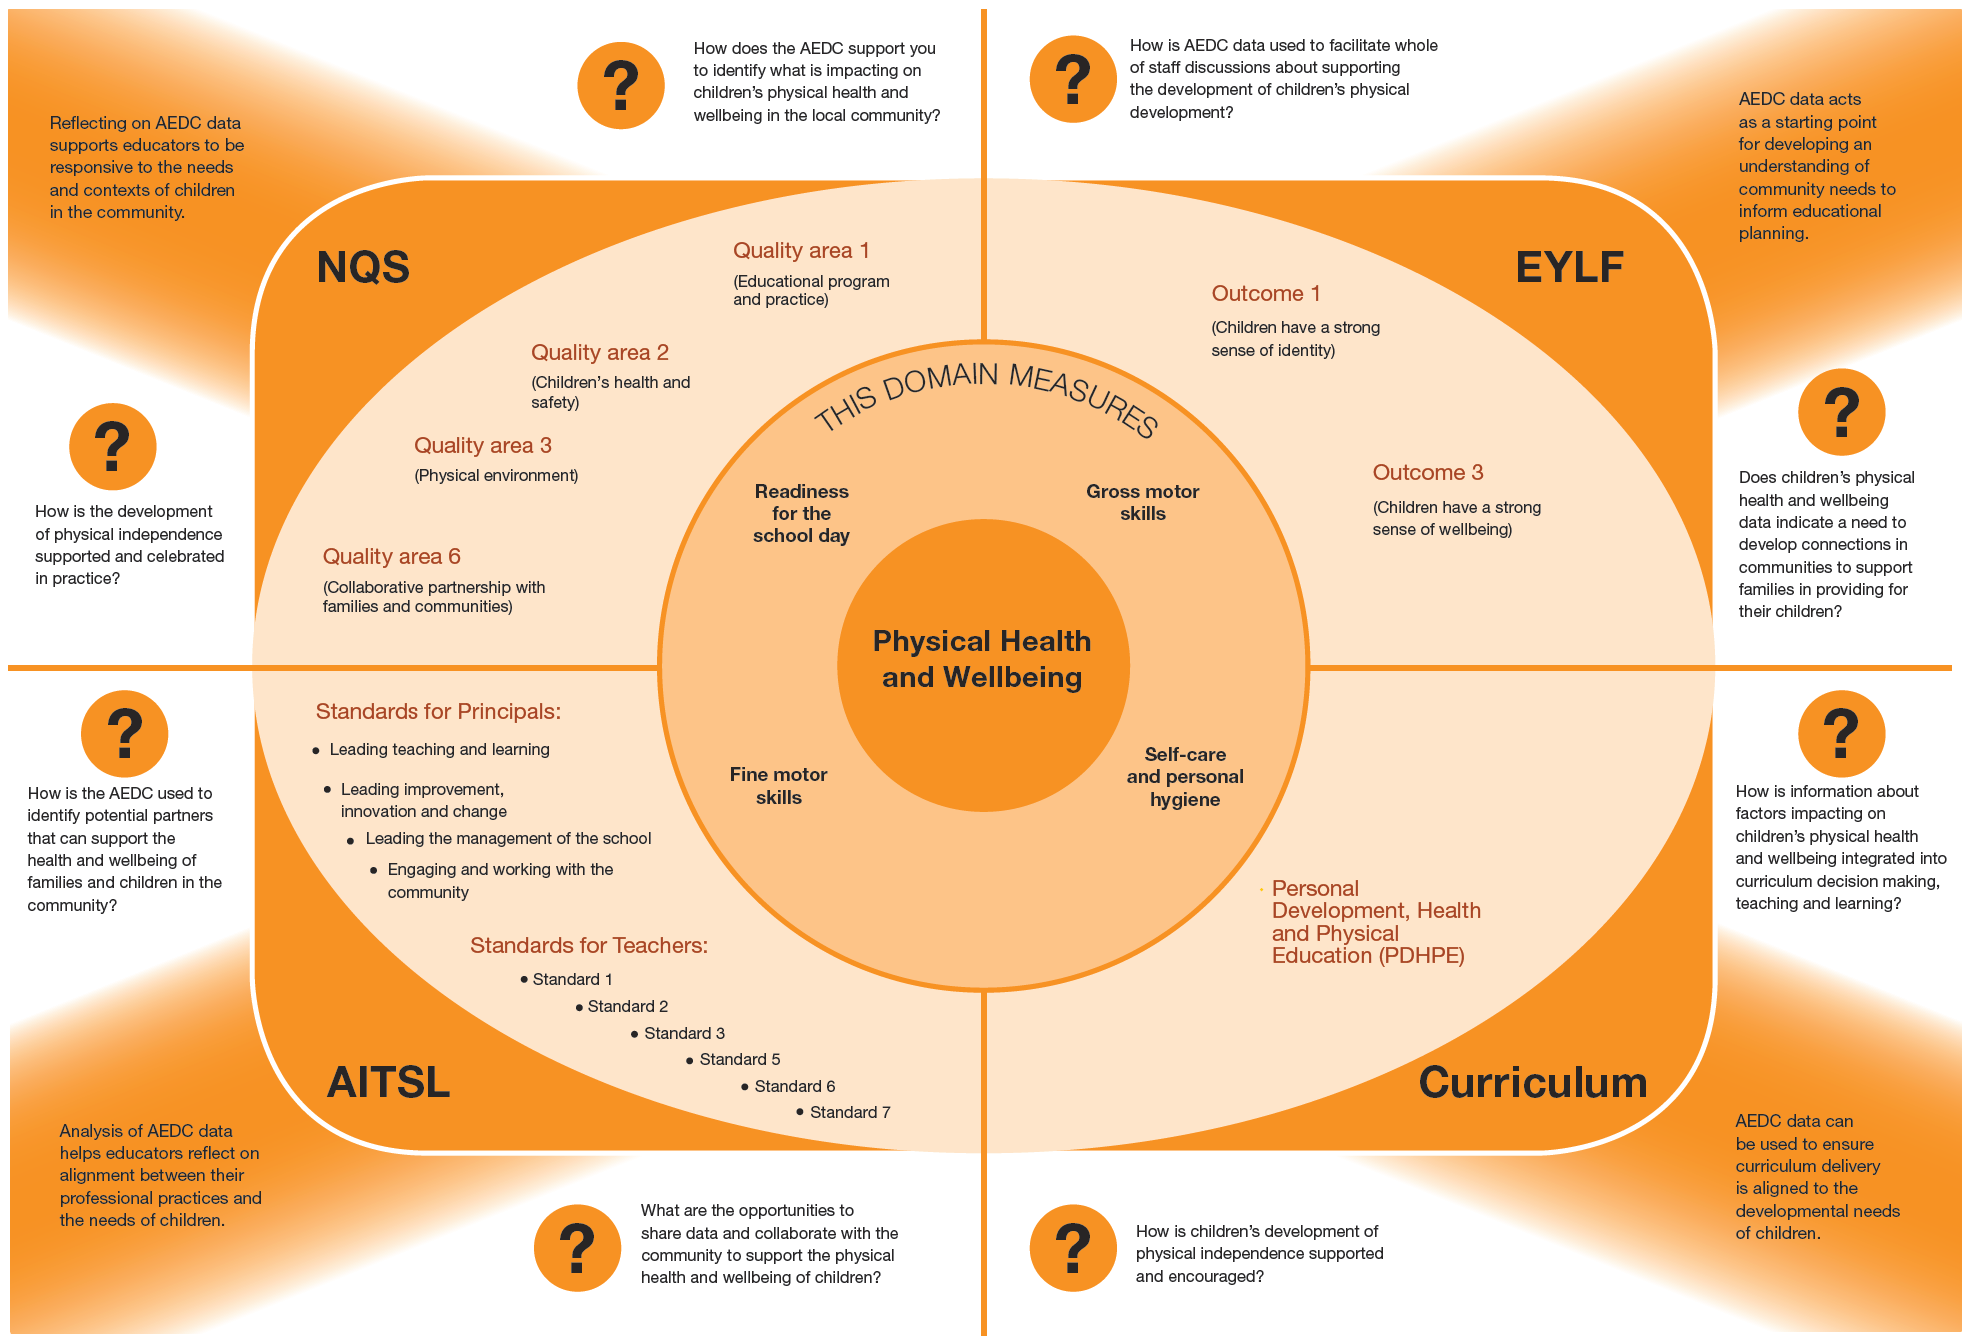 How does the AEDC support you
to identify what is impacting on
children's physical health and
wellbeing in the local community?
How is AEDC data used to facilitate whole
of staff discussions about supporting
the development of children's physical
development?
Reflecting on AEDC data
supports educators to be
responsive to the needs
and contexts of children
in the community.
AEDC data acts
as a starting point
for developing an
understanding of
community needs to
inform educational
planning.
?
?
?
?
NQS
Quality area 1
(Educational program
and practice)
Quality area 2
(Children's health and
safety)
Quality area 3
(Physical environment)
Quality area 6
(Collaborative partnership with
families and communities)
EYLF
Outcome 1
(Children have a strong
sense of identity)
Outcome 3
(Children have a strong
sense of wellbeing)
How is the development
of physical independence
supported and celebrated
in practice?
Does children's physical
health and wellbeing
data indicate a need to
develop connections in
communities to support
families in providing for
their children?
THIS DOMAIN MEASURES
Readiness
for the
school day
Gross motor
skills
Physical Health
and Wellbeing
Fine motor
skills
Self-care
and personal
hygiene
?
How is the AEDC used to
identify potential partners
that can support the
health and wellbeing of
families and children in the
community?
Standards for Principals:
• Leading teaching and learning
• Leading improvement,
innovation and change
• Leading the management of the school
• Engaging and working with the
community
Standards for Teachers:
• Standard 1
• Standard 2
• Standard 3
• Standard 5
• Standard 6
• Standard 7
AITSL
Personal
Development, Health
and Physical
Education (PDHPE)
Curriculum
?
How is information about
factors impacting on
children's physical health
and wellbeing integrated into
curriculum decision making,
teaching and learning?
Analysis of AEDC data
helps educators reflect on
alignment between their
professional practices and
the needs of children.
?
What are the opportunities to
share data and collaborate with the
community to support the physical
health and wellbeing of children?
?
How is children's development of
physical independence supported
and encouraged?
AEDC data can
be used to ensure
curriculum delivery
is aligned to the
developmental needs
of children.